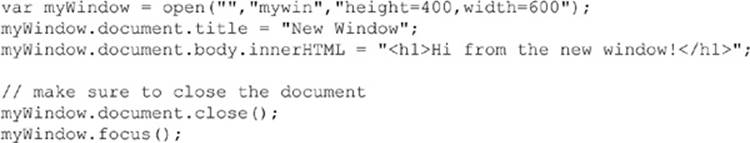 var myWindow = open("","mywin","height=400,width=600");
myWindow.document.title = "New Window";
myWindow.document.body.innerHTML = "<h1>Hi from the new window!</h1>";
// make sure to close the document
myWindow.document.close();
myWindow.focus();